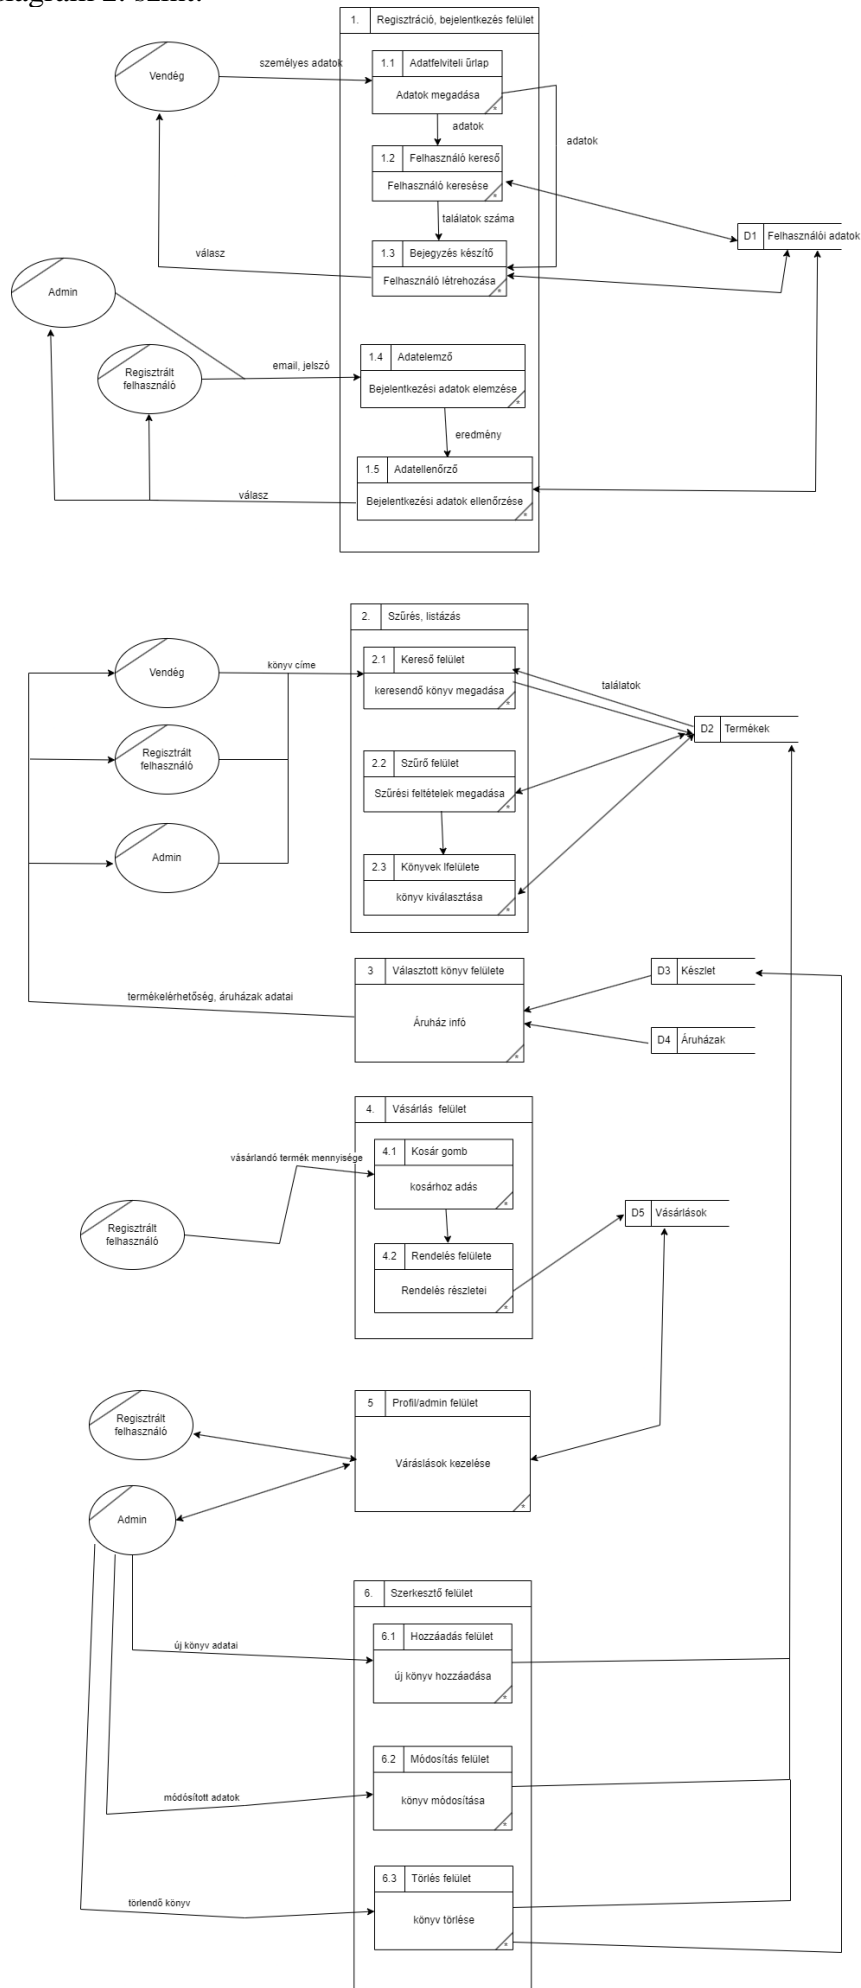 1. Regisztráció, bejelentkezés felület
személyes adatok
1.1 Adatfelviteli űrlap
Vendég
Adatok megadása
*
adatok
adatok
1.2 Felhasználó kereső
Felhasználó keresése
*
találatok száma
D1 Felhasználói adatok
válasz
1.3 Bejegyzés készítő
Felhasználó létrehozása
*
Admin
1.4 Adatelemző
email, jelszó
Regisztrált
felhasználó
Bejelentkezési adatok elemzése
*
eredmény
1.5 Adatellenőrző
válasz
Bejelentkezési adatok ellenőrzése
*
2. Szűrés, listázás
2.1 Kereső felület
könyv címe
Vendég
keresendő könyv megadása
*
találatok
D2 Termékek
Regisztrált
felhasználó
2.2 Szűrő felület
Szűrési feltételek megadása
*
Admin
2.3 Könyvek lfelülete
könyv kiválasztása
*
3 Választott könyv felülete
D3 Készlet
termékelérhetőség, áruházak adatai
Áruház infó
*
D4 Áruházak
4. Vásárlás felület
4.1 Kosár gomb
vásárlandó termék mennyisége
kosárhoz adás
*
D5 Vásárlások
Regisztrált
felhasználó
4.2 Rendelés felülete
Rendelés részletei
*
5 Profil/admin felület
Regisztrált
felhasználó
Váráslások kezelése
*
Admin
6. Szerkesztő felület
6.1 Hozzáadás felület
új könyv adatai
új könyv hozzáadása
*
6.2 Módosítás felület
módósított adatok
könyv módosítása
*
6.3 Törlés felület
törlendő könyv
könyv törlése
*